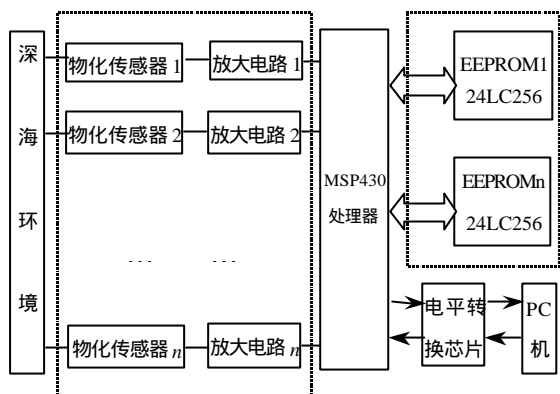 深海环境
物化传感器 1
放大电路 1
物化传感器 2
放大电路 2
… …
物化传感器 n
放大电路 n
MSP430
处理器
EEPROM1
24LC256
EEPROMn
24LC256
电平转
换芯片
PC
机